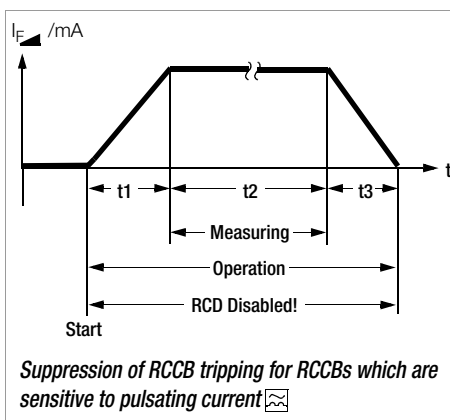 IF /mA
t
t1
t2
t3
Measuring
Operation
RCD Disabled!
Start
Suppression of RCCB tripping for RCCBs which are
sensitive to pulsating current